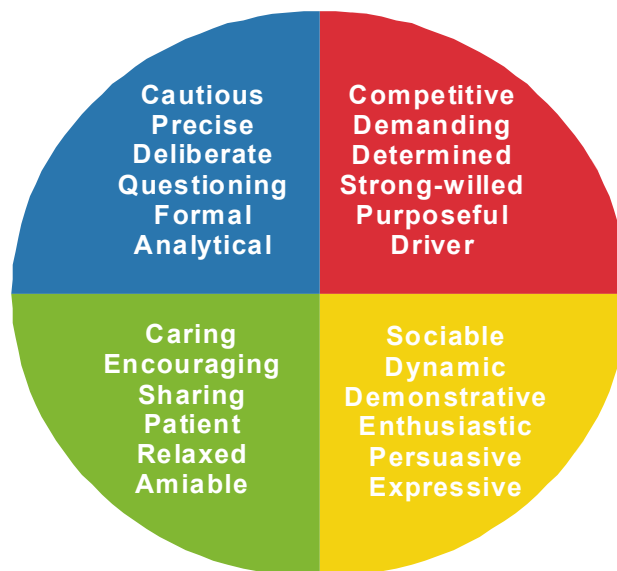 Cautious
Precise
Deliberate
Questioning
Formal
Analytical
Competitive
Demanding
Determined
Strong-willed
Purposeful
Driver
Caring
Encouraging
Sharing
Patient
Relaxed
Amiable
Sociable
Dynamic
Demonstrative
Enthusiastic
Persuasive
Expressive